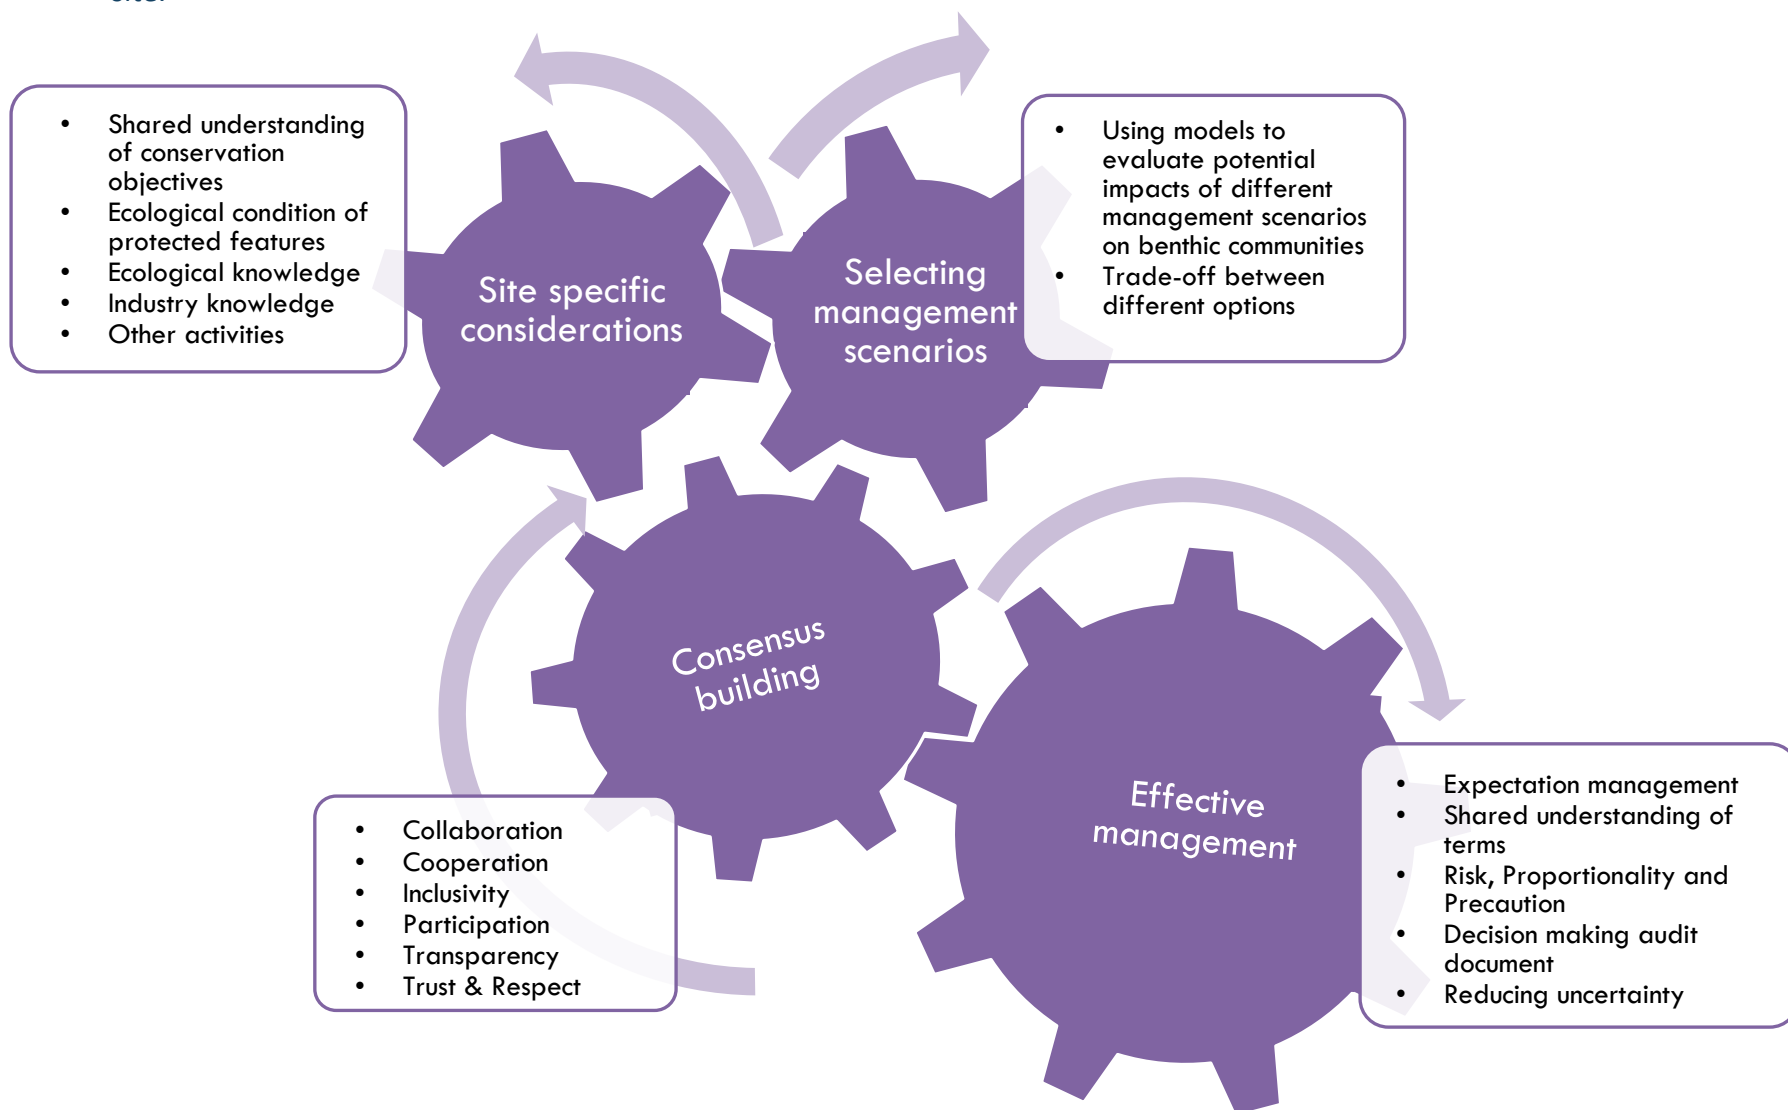 site.
• Shared understanding
of conservation
objectives
• Ecological condition of
protected features
• Ecological knowledge
• Industry knowledge
• Other activities
Site specific
considerations
Selecting
management
scenarios
• Using models to
evaluate potential
impacts of different
management scenarios
on benthic communities
• Trade-off between
different options
Consensus
building
• Collaboration
• Cooperation
• Inclusivity
• Participation
• Transparency
• Trust & Respect
Effective
management
• Expectation management
• Shared understanding of
terms
• Risk, Proportionality and
Precaution
• Decision making audit
document
• Reducing uncertainty